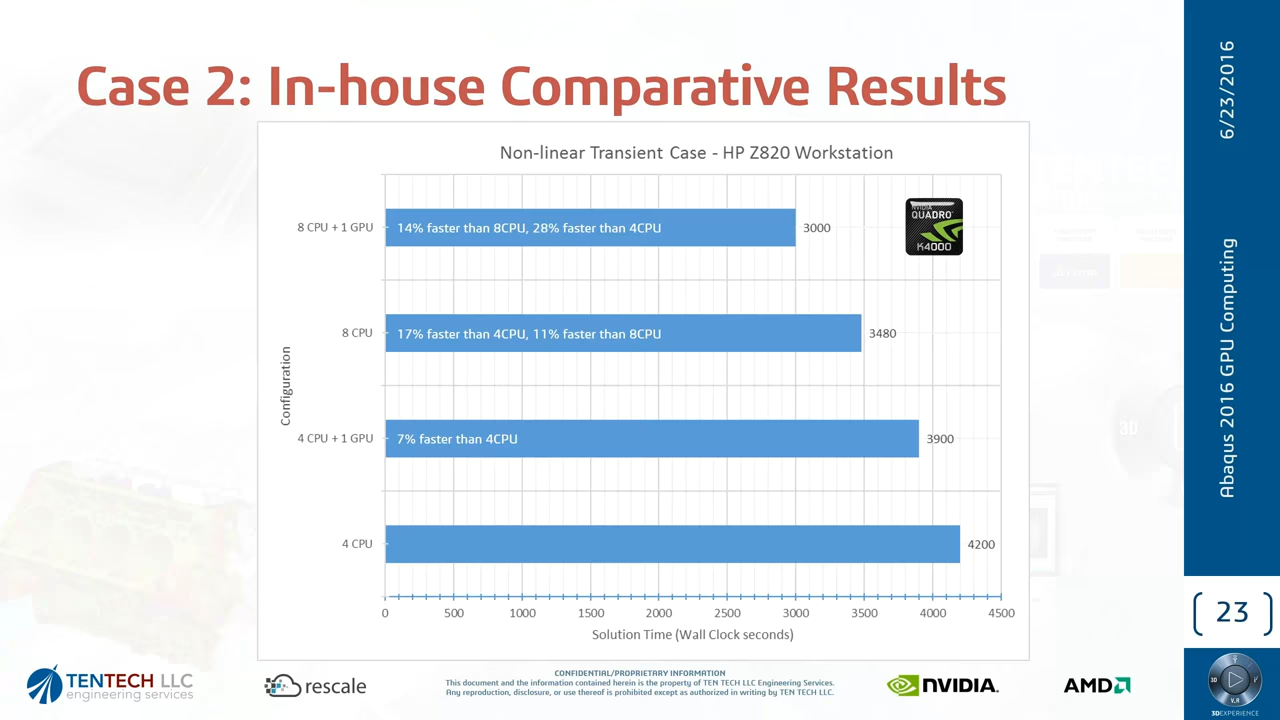 Case 2: In-house Comparative Results
6/23/2016
Abaqus 2016 GPU Computing
Non-linear Transient Case - HP Z820 Workstation
Configuration
8 CPU + 1 GPU
14% faster than 8CPU, 28% faster than 4CPU
3000
NVIDIA
QUADRO
K4000
8 CPU
17% faster than 4CPU, 11% faster than 8CPU
3480
4 CPU + 1 GPU
7% faster than 4CPU
3900
4 CPU
4200
0 500 1000 1500 2000 2500 3000 3500 4000 4500
Solution Time (Wall Clock seconds)
23
TENTECH LLC
engineering services
rescale
CONFIDENTIAL/PROPRIETARY INFORMATION
This document and the information contained herein is the property of TEN TECH LLC Engineering Services.
Any reproduction, disclosure, or use thereof is prohibited except as authorized in writing by TEN TECH LLC.
NVIDIA.
AMD
3D
V,R
3DEXPERIENCE